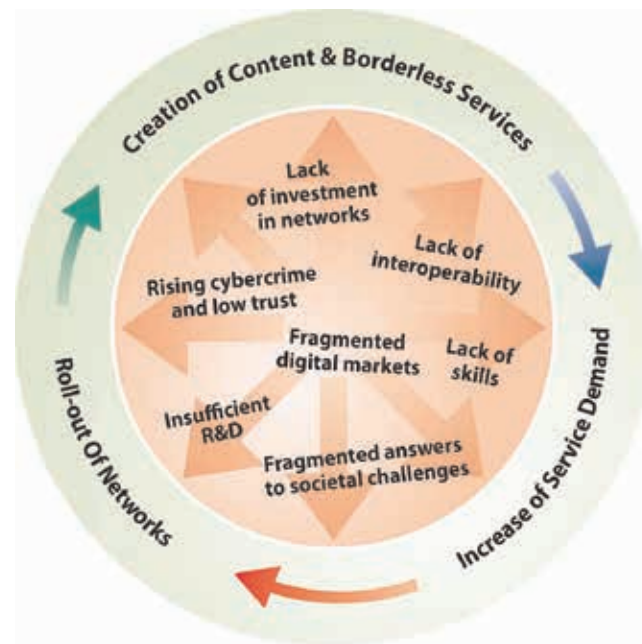 Creation of Content & Borderless Services
Lack
of investment
in networks
Lack of
interoperability
Rising cybercrime
and low trust
Fragmented
digital markets
Lack of
skills
Insufficient
R&D
Fragmented answers
to societal challenges
Roll-out Of Networks
Increase of Service Demand